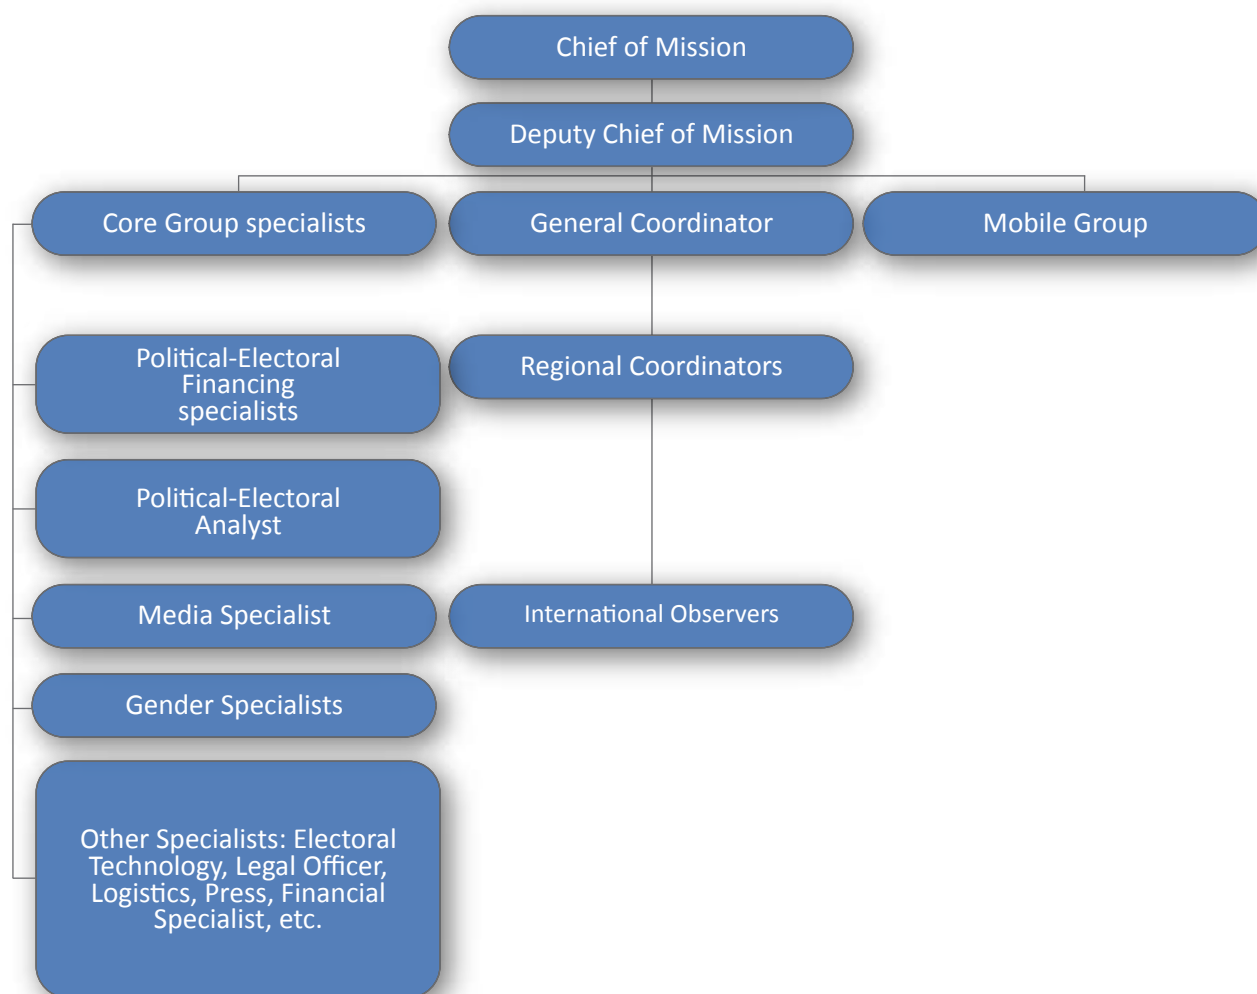 Chief of Mission
Deputy Chief of Mission
Core Group specialists
General Coordinator
Mobile Group
Political-Electoral
Financing
specialists
Regional Coordinators
Political-Electoral
Analyst
Media Specialist
International Observers
Gender Specialists
Other Specialists: Electoral
Technology, Legal Officer,
Logistics, Press, Financial
Specialist, etc.